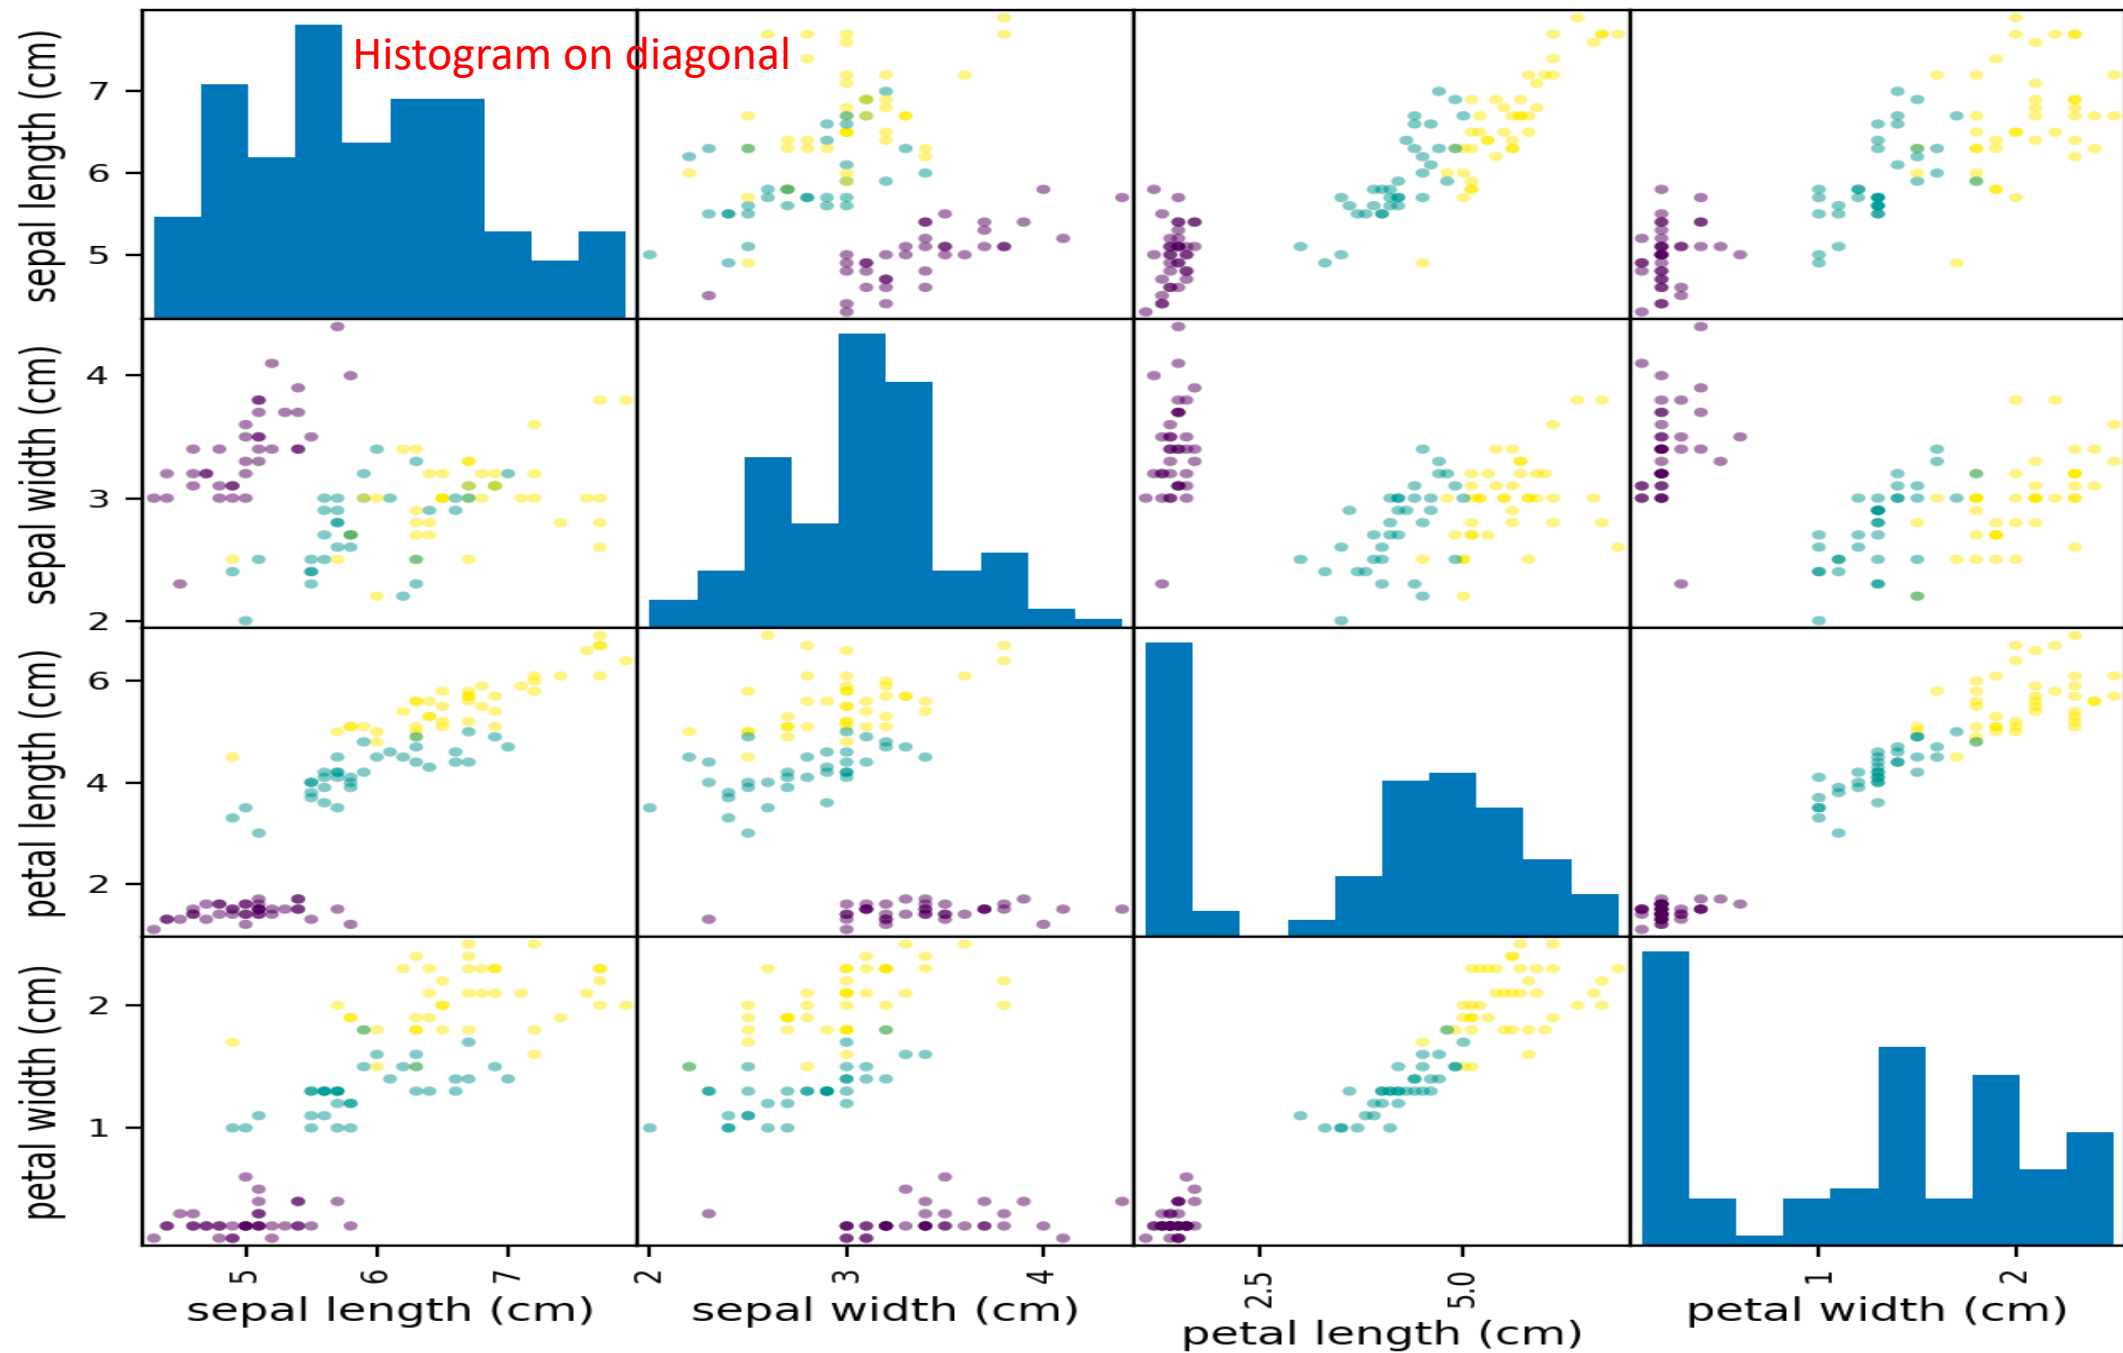 Histogram on diagonal
sepal length (cm)
7
6
5
sepal width (cm)
4
3
2
petal length (cm)
6
4
2
petal width (cm)
2
1
5 6 7 2 3 4 2.5 5.0 1 2
sepal length (cm) sepal width (cm) petal length (cm) petal width (cm)